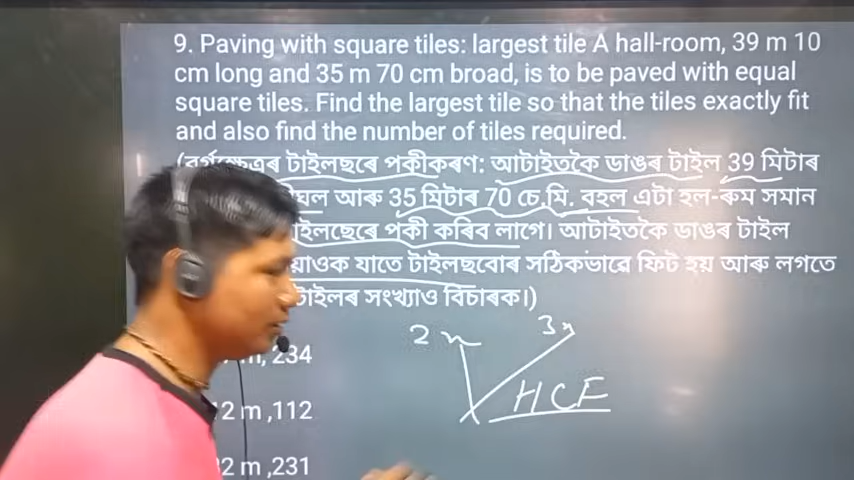 9. Paving with square tiles: largest tile A hall-room, 39 m 10
cm long and 35 m 70 cm broad, is to be paved with equal
square tiles. Find the largest tile so that the tiles exactly fit
and also find the number of tiles required.
(বৰ্গক্ষেত্ৰৰ টাইলছৰে পকীকৰণ: আটাইতকৈ ডাঙৰ টাইল 39 মিটাৰ
আৰু 35 মিটাৰ 70 চে.মি. বহল এটা হল-ৰুম সমান
পকী কৰিব লাগে। আটাইতকৈ ডাঙৰ টাইল
যাতে টাইলছবোৰ সঠিকভাৱে ফিট হয় আৰু লগতে
টাইলৰ সংখ্যাও বিচাৰক।)
2
HCF
m, 234
2 m ,112
2 m ,231